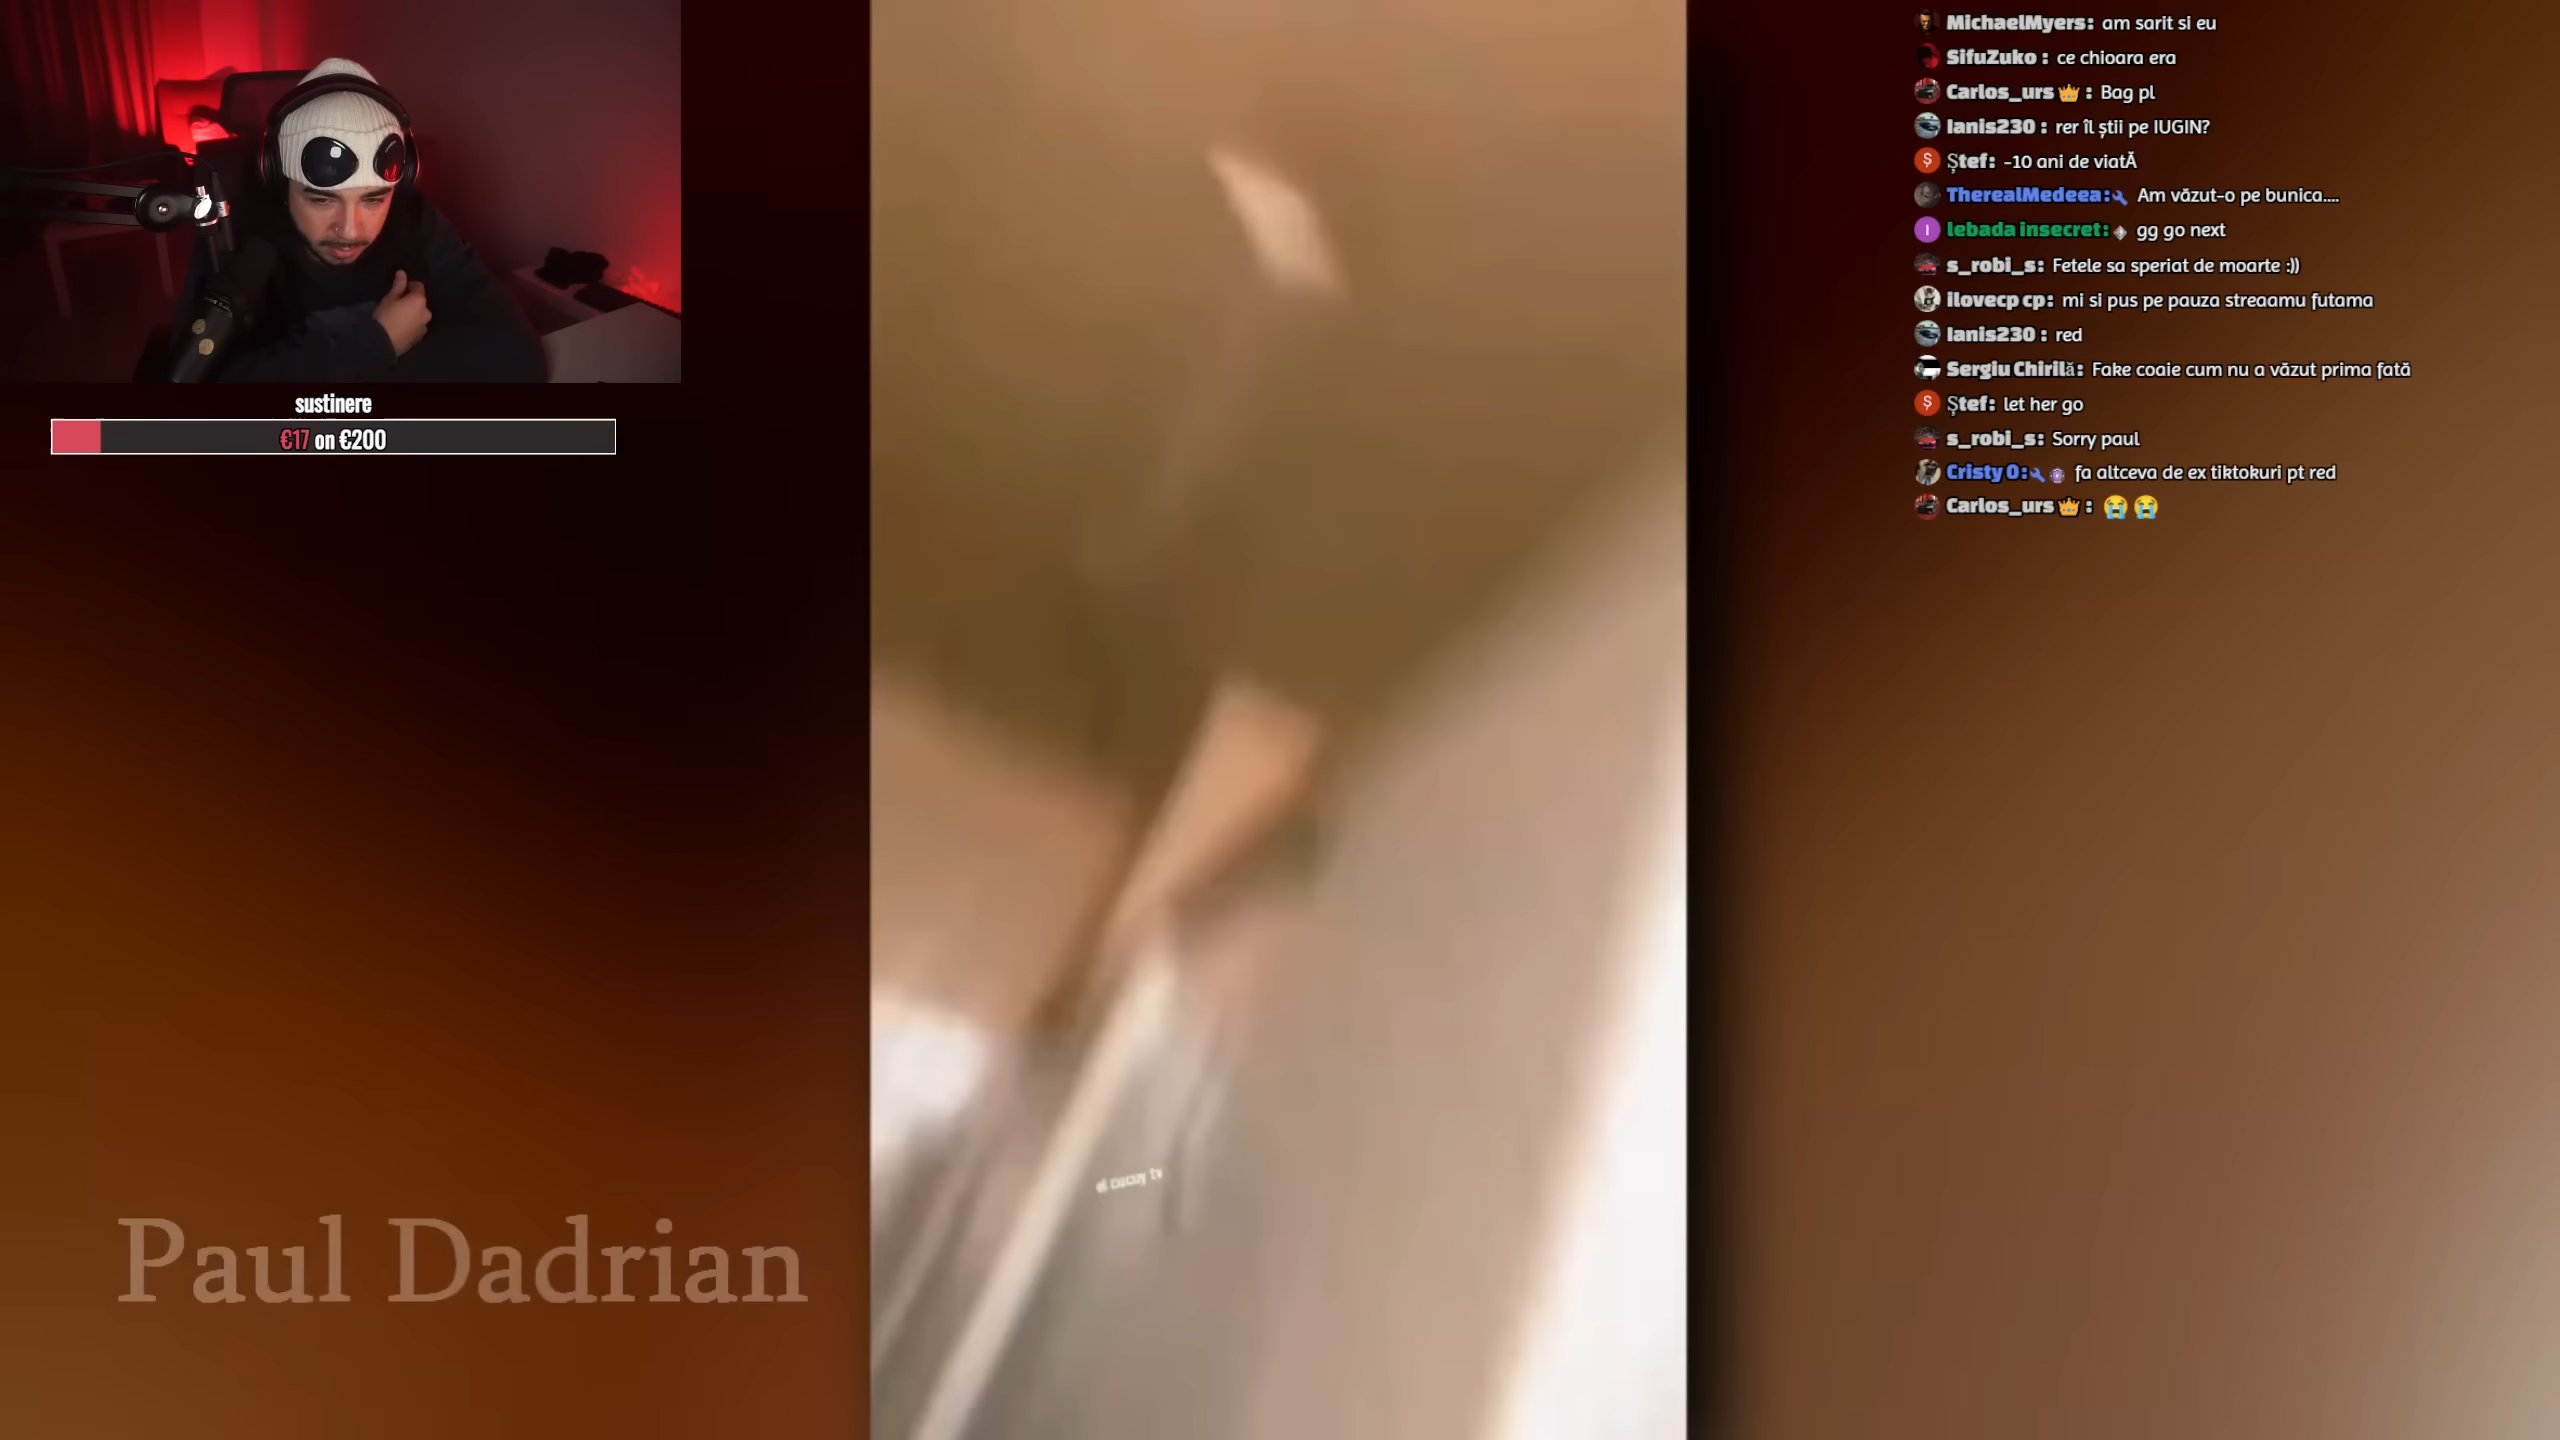 MichaelMyers: am sarit si eu
SifuZuko : ce chioara era
Carlos_urs👑 : Bag pl
Ianis230 : rer îl știi pe IUGIN?
Ș Ștef: -10 ani de viatĂ
TherealMedeea: Am văzut-o pe bunica....
I lebada insecret: gg go next
s_robi_s: Fetele sa speriat de moarte :))
ilovecp cp: mi si pus pe pauza streaamu futama
Ianis230 : red
Sergiu Chirilă: Fake coaie cum nu a văzut prima fată
Ș Ștef: let her go
s_robi_s: Sorry paul
Cristy 0: fa altceva de ex tiktokuri pt red
Carlos_urs👑 : 😭😭
sustinere
€17 on €200
el cucuy tv
Paul Dadrian